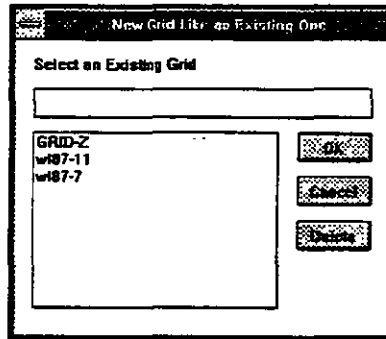 New Grid Like an Existing One
Select an Existing Grid
GRID-Z
wl87-11
wl87-7
OK
Cancel
Delete